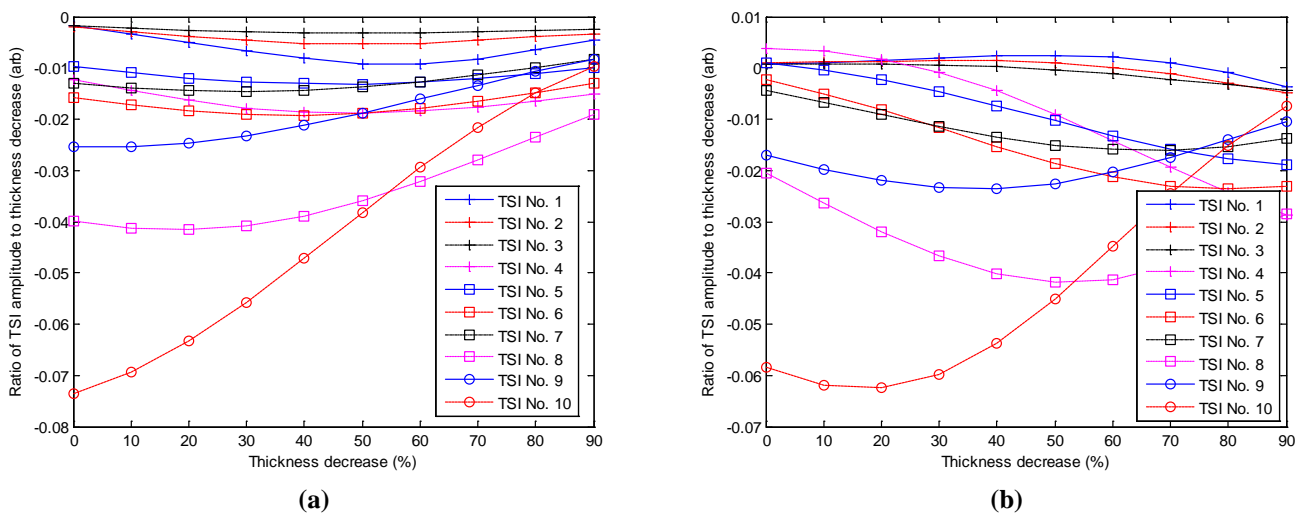 0
-0.01
-0.02
-0.03
-0.04
-0.05
-0.06
-0.07
-0.08
0 10 20 30 40 50 60 70 80 90
Ratio of TSI amplitude to thickness decrease (arb)
Thickness decrease (%)
TSI No. 1
TSI No. 2
TSI No. 3
TSI No. 4
TSI No. 5
TSI No. 6
TSI No. 7
TSI No. 8
TSI No. 9
TSI No. 10
(a)
0.01
0
-0.01
-0.02
-0.03
-0.04
-0.05
-0.06
-0.07
0 10 20 30 40 50 60 70 80 90
Ratio of TSI amplitude to thickness decrease (arb)
Thickness decrease (%)
TSI No. 1
TSI No. 2
TSI No. 3
TSI No. 4
TSI No. 5
TSI No. 6
TSI No. 7
TSI No. 8
TSI No. 9
TSI No. 10
(b)